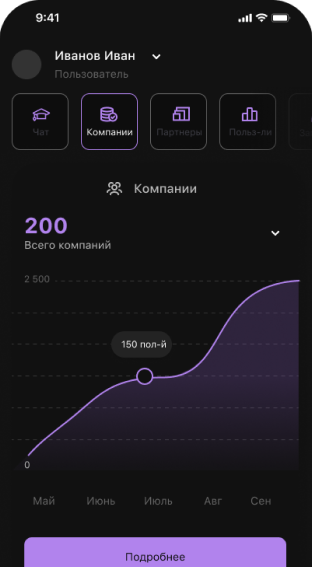 9:41
Иванов Иван
Пользователь
Чат
Компании
Партнеры
Польз-ли
Компании
200
Всего компаний
2 500
150 пол-й
0
Май Июнь Июль Авг Сен
Подробнее